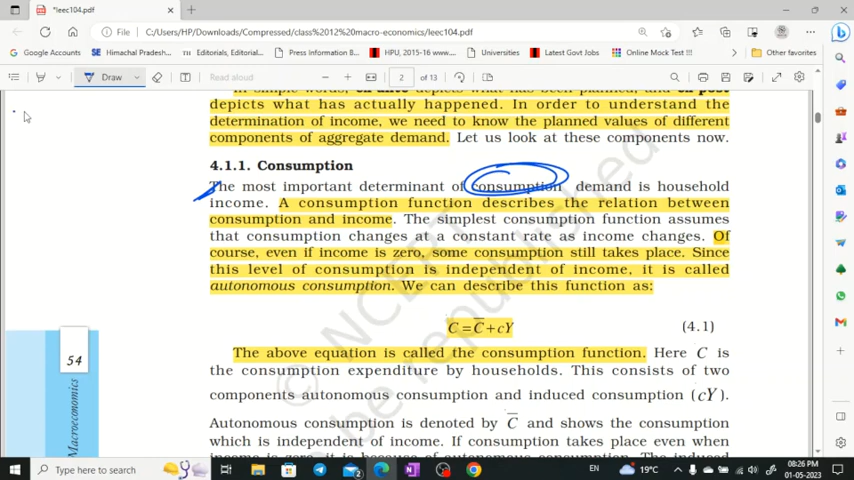 *leec104.pdf
File
C:/Users/HP/Downloads/Compressed/class%2012%20macro-economics/leec104.pdf
Google Accounts
Himachal Pradesh...
Editorials, Editorial...
Press Information B...
HPU, 2015-16 www....
Universities
Latest Govt Jobs
Online Mock Test !!!
Other favorites
Draw
Read aloud
2 of 13
depicts what has actually happened. In order to understand the
determination of income, we need to know the planned values of different
components of aggregate demand. Let us look at these components now.
4.1.1. Consumption
The most important determinant of consumption demand is household
income. A consumption function describes the relation between
consumption and income. The simplest consumption function assumes
that consumption changes at a constant rate as income changes. Of
course, even if income is zero, some consumption still takes place. Since
this level of consumption is independent of income, it is called
autonomous consumption. We can describe this function as:
C = C̅ + cY (4.1)
The above equation is called the consumption function. Here C is
the consumption expenditure by households. This consists of two
components autonomous consumption and induced consumption (cY).
Autonomous consumption is denoted by C̅ and shows the consumption
which is independent of income. If consumption takes place even when
54
Macroeconomics
© NCERT
be republished
Type here to search
19°C
EN
08:26 PM
01-05-2023